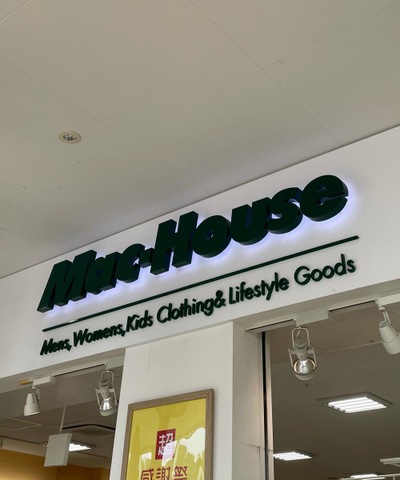 Mac-House
Mens, Womens, Kids Clothing & Lifestyle Goods
超
感謝祭